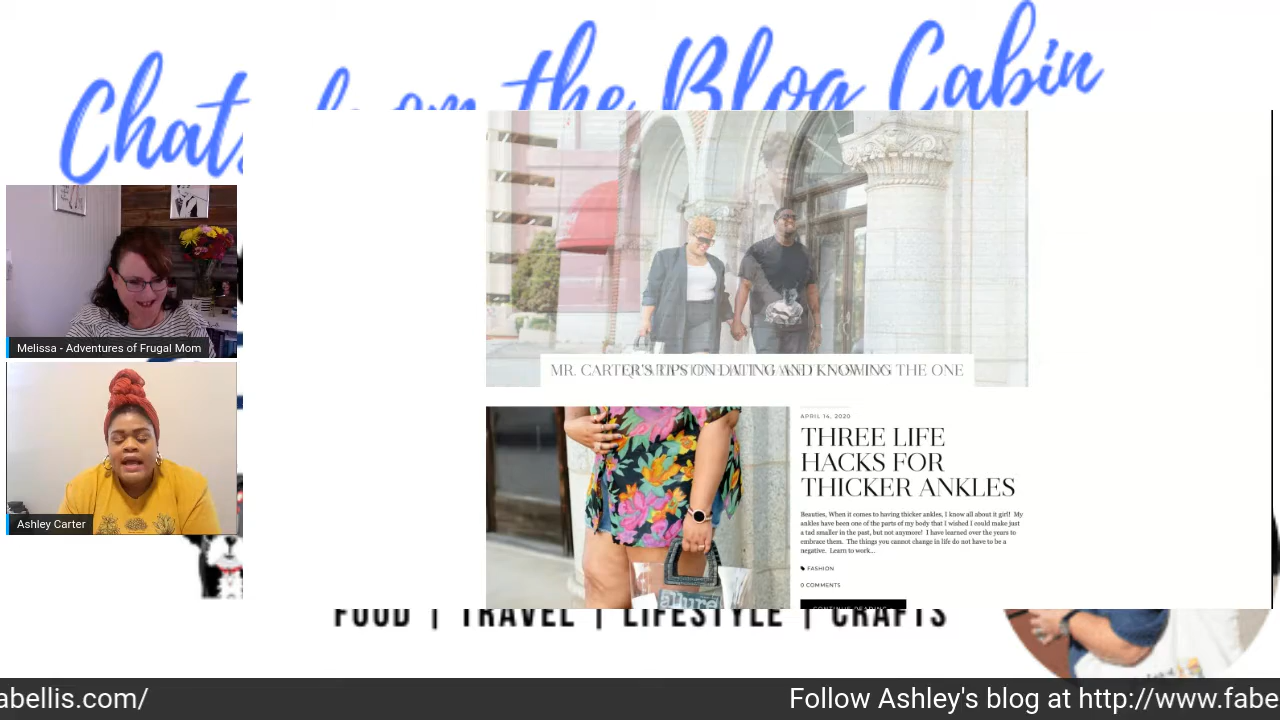 Chats from the Blog Cabin
MR. CARTER'S TIPS ON DATING AND KNOWING THE ONE
Melissa - Adventures of Frugal Mom
Ashley Carter
APRIL 14, 2020
THREE LIFE
HACKS FOR
THICKER ANKLES
Beauties, When it comes to having thicker ankles, I know all about it girl! My
ankles have been one of the parts of my body that I wished I could make just
a tad smaller in the past, but not anymore! I have learned over the years to
embrace them. The things you cannot change in life do not have to be a
negative. Learn to work...
FASHION
0 COMMENTS
CONTINUE READING
allure
FOOD | TRAVEL | LIFESTYLE | CRAFTS
abellis.com/
Follow Ashley's blog at http://www.fabe